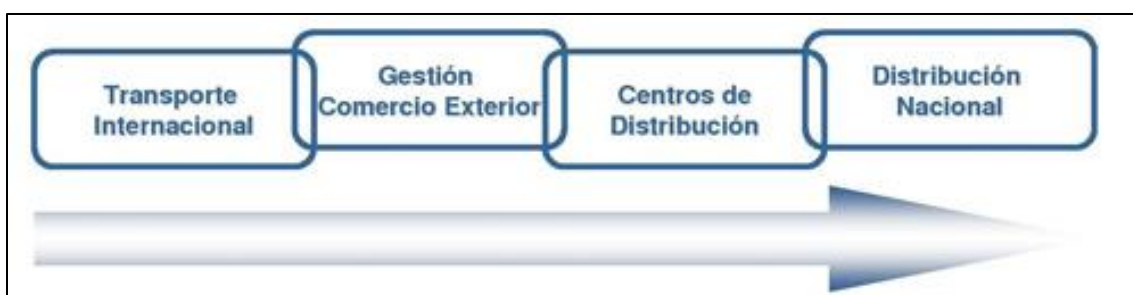 Transporte
Internacional
Gestión
Comercio Exterior
Centros de
Distribución
Distribución
Nacional